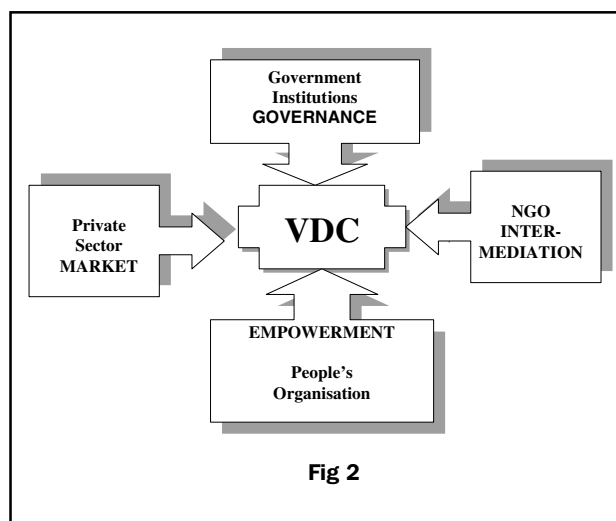 Government
Institutions
GOVERNANCE
Private
Sector
MARKET
VDC
NGO
INTER-
MEDIATION
EMPOWERMENT
People's
Organisation
Fig 2